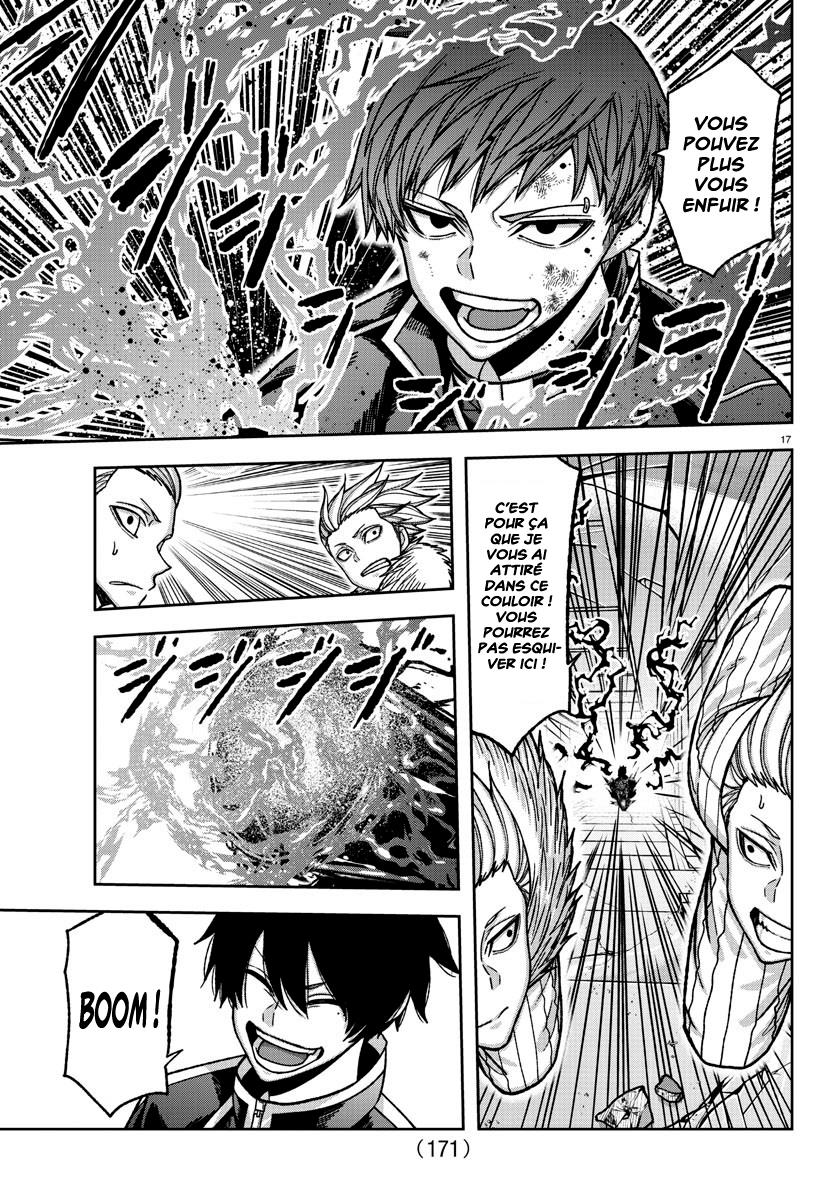 VOUS
POUVEZ
PLUS
VOUS
ENFUIR !
17
C'EST
POUR ÇA
QUE JE
VOUS AI
ATTIRÉ
DANS CE
COULOIR !
VOUS
POURREZ
PAS ESQUI-
VER ICI !
BOOM !
(171)